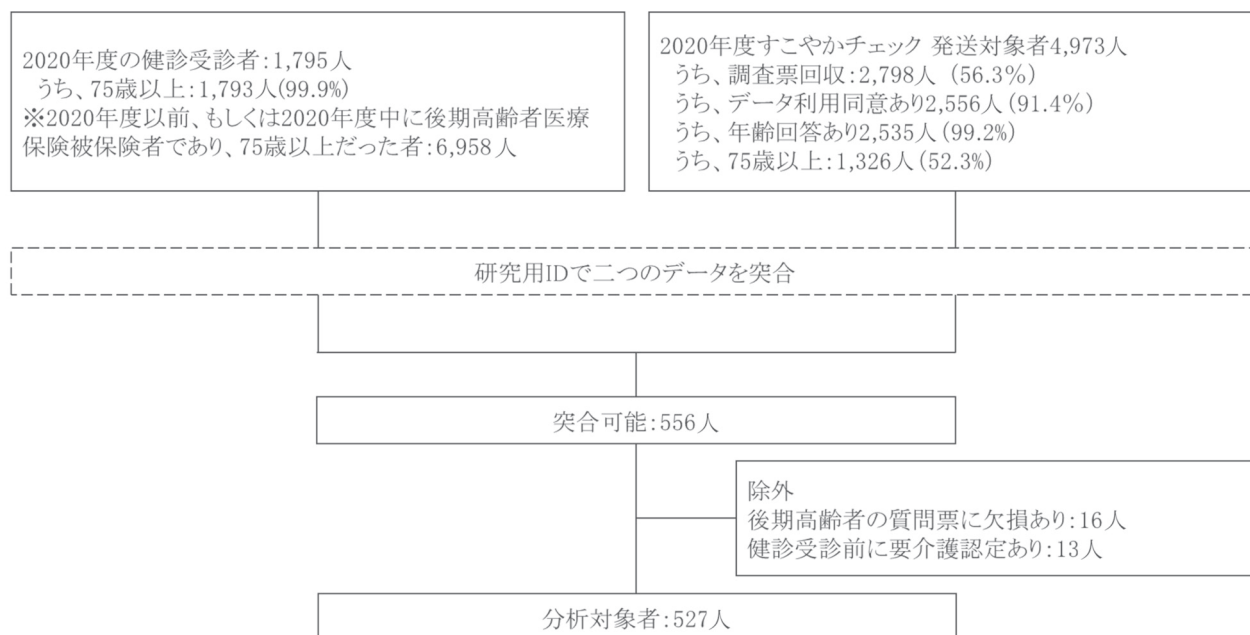 2020年度の健診受診者：1,795人
うち、75歳以上：1,793人(99.9%)
※2020年度以前、もしくは2020年度中に後期高齢者医療
保険被保険者であり、75歳以上だった者：6,958人
2020年度すこやかチェック 発送対象者4,973人
うち、調査票回収：2,798人 (56.3%)
うち、データ利用同意あり2,556人(91.4%)
うち、年齢回答あり2,535人(99.2%)
うち、75歳以上：1,326人(52.3%)
研究用IDで二つのデータを突合
突合可能：556人
除外
後期高齢者の質問票に欠損あり：16人
健診受診前に要介護認定あり：13人
分析対象者：527人